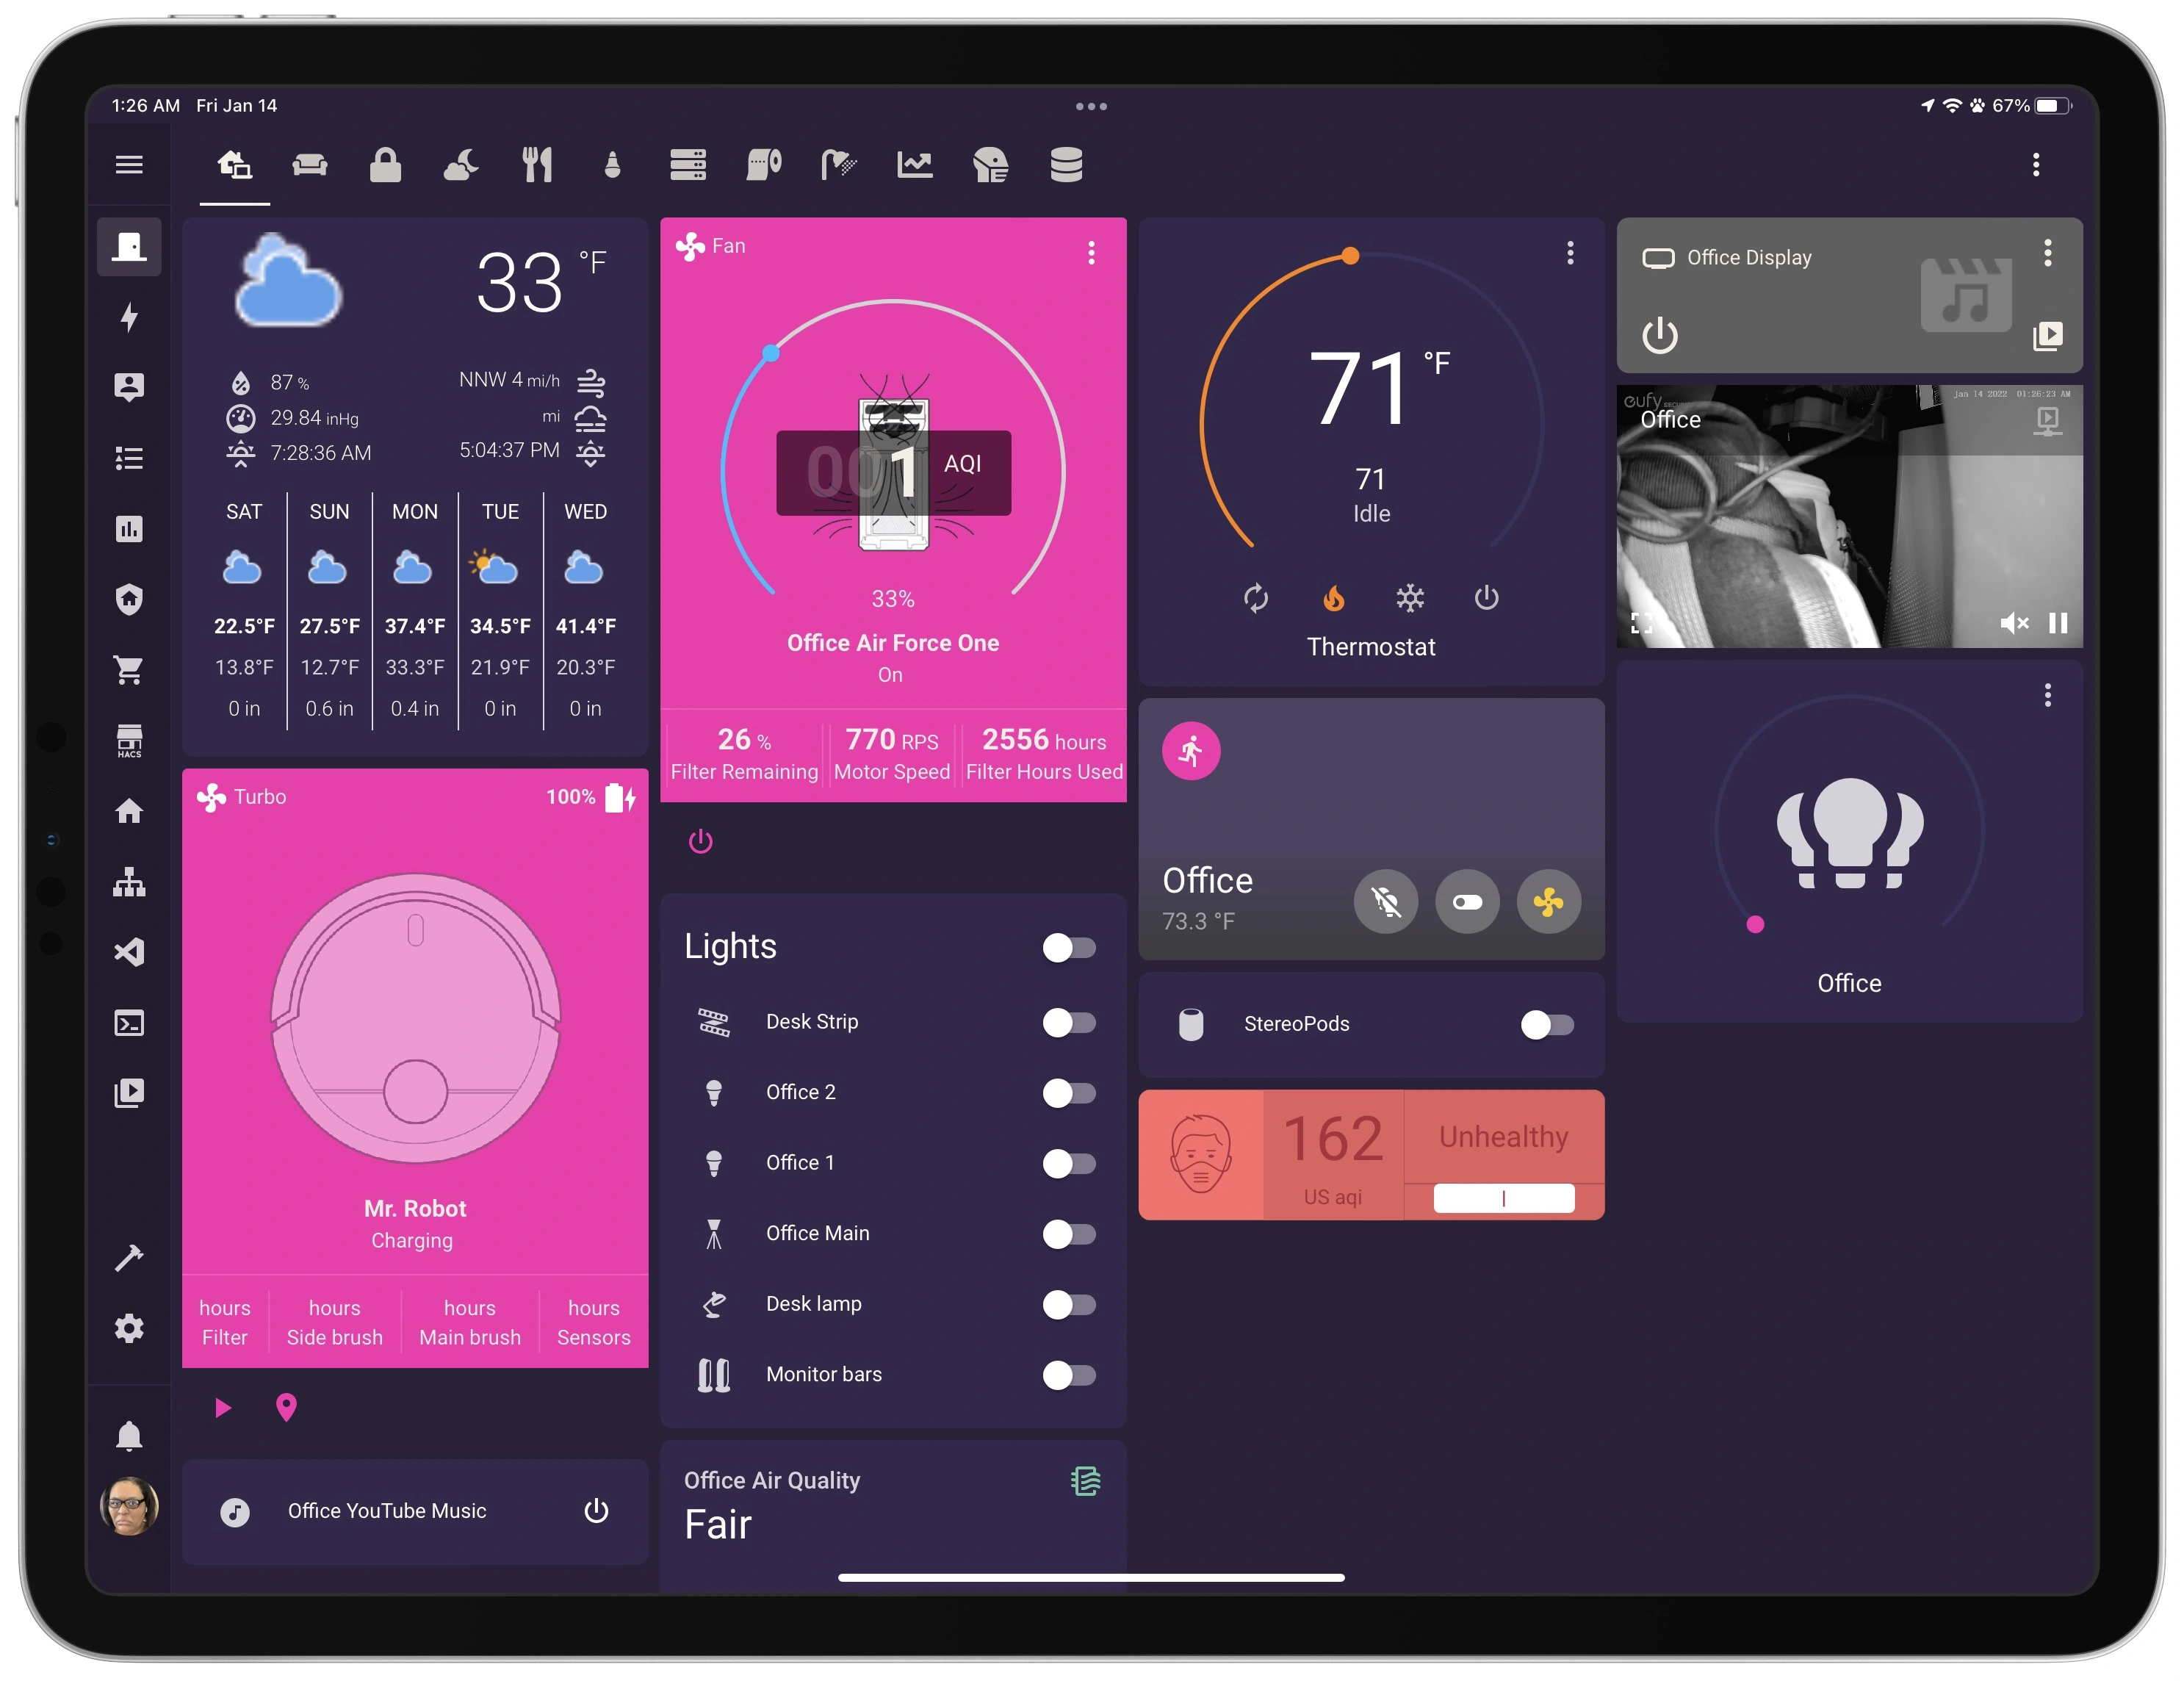 1:26 AM Fri Jan 14
67%
33 °F
87 %
NNW 4 mi/h
29.84 inHg
mi
7:28:36 AM
5:04:37 PM
SAT SUN MON TUE WED
22.5°F 27.5°F 37.4°F 34.5°F 41.4°F
13.8°F 12.7°F 33.3°F 21.9°F 20.3°F
0 in 0.6 in 0.4 in 0 in 0 in
HACS
Turbo
100%
Mr. Robot
Charging
hours hours hours hours
Filter Side brush Main brush Sensors
Office YouTube Music
Fan
001 AQI
33%
Office Air Force One
On
26 % 770 RPS 2556 hours
Filter Remaining Motor Speed Filter Hours Used
Lights
Desk Strip
Office 2
Office 1
Office Main
Desk lamp
Monitor bars
Office Air Quality
Fair
71 °F
71
Idle
Thermostat
Office
73.3 °F
StereoPods
162
US aqi
Unhealthy
Office Display
eufy
Jan 14 2022 01:26:23 AM
Office
Office